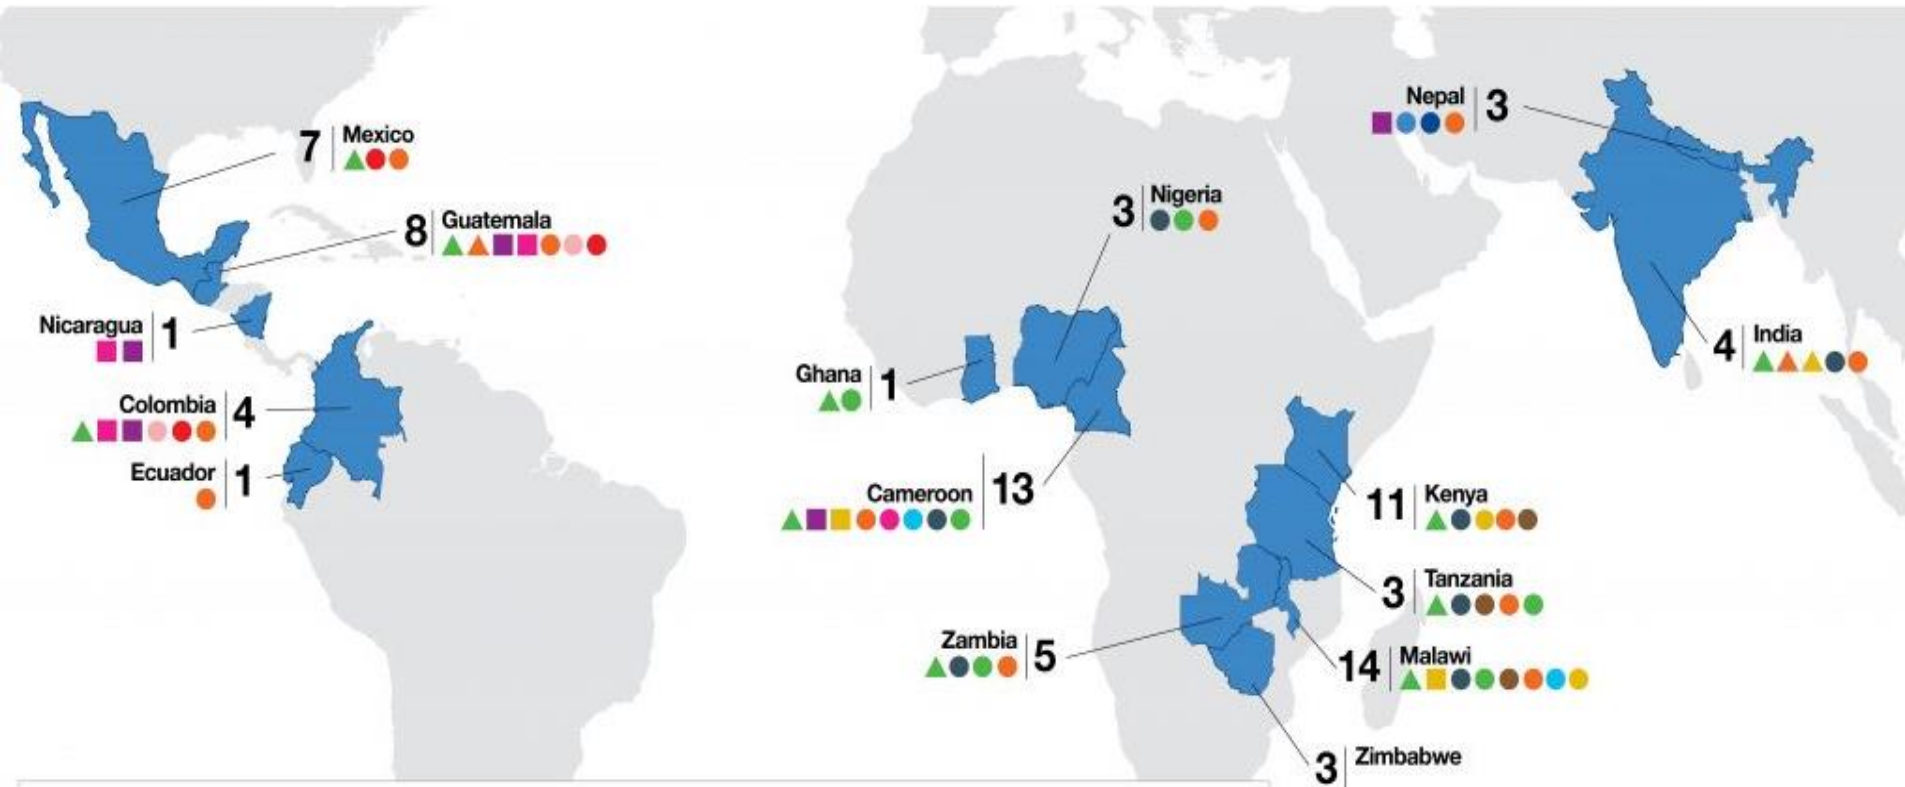 7 Mexico
8 Guatemala
Nicaragua 1
Colombia 4
Ecuador 1
Nepal 3
3 Nigeria
4 India
Ghana 1
Cameroon 13
11 Kenya
3 Tanzania
Zambia 5
14 Malawi
3 Zimbabwe